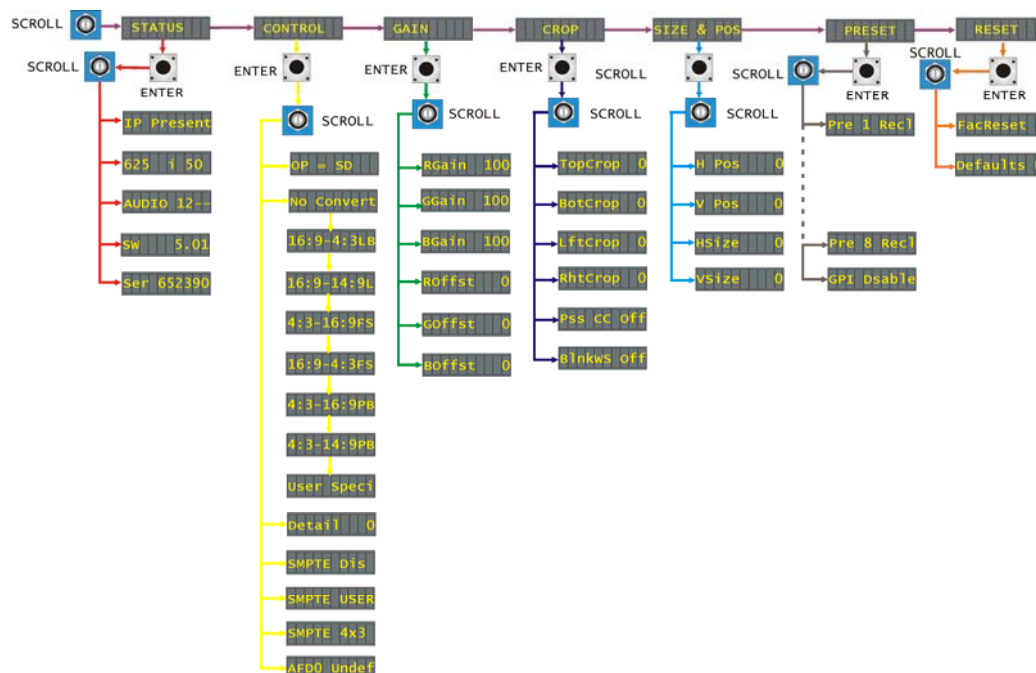 SCROLL STATUS CONTROL GAIN CROP SIZE & POS PRESET RESET
SCROLL ENTER ENTER ENTER ENTER SCROLL SCROLL ENTER SCROLL ENTER
SCROLL SCROLL SCROLL
IP Present
625 i 50
AUDIO 12--
SW 5.01
Ser 652390
OP = SD
No Convert
16:9-4:3LB
16:9-14:9L
4:3-16:9FS
16:9-4:3FS
4:3-16:9PB
4:3-14:9PB
User Speci
Detail 0
SMPTE Dis
SMPTE USER
SMPTE 4x3
AFDO Undef
RGain 100
GGain 100
BGain 100
ROffst 0
GOffst 0
BOffst 0
TopCrop 0
BotCrop 0
LftCrop 0
RhtCrop 0
Pss CC Off
BlnkWS Off
H Pos 0
V Pos 0
HSize 0
VSize 0
Pre 1 Recl
Pre 8 Recl
GPI Dsable
FacReset
Defaults